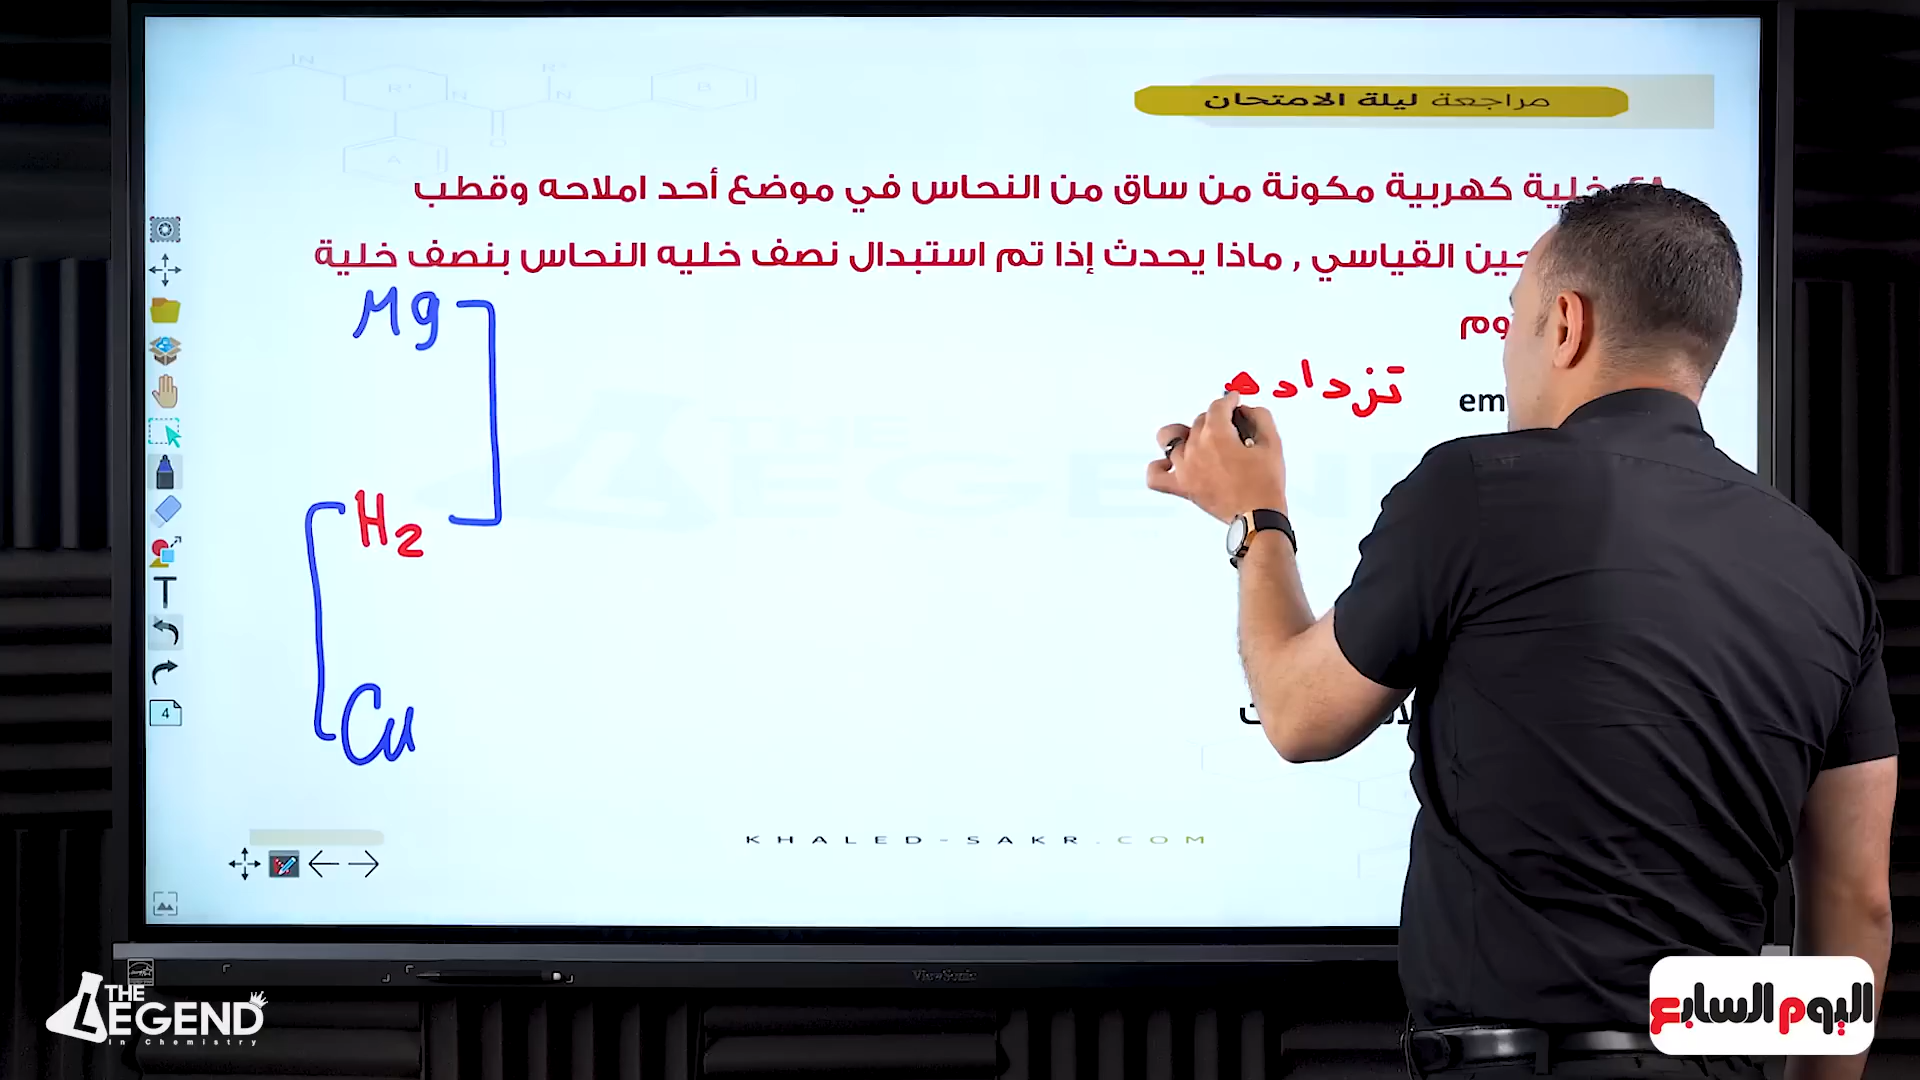 مراجعة ليلة الامتحان
خلية كهربية مكونة من ساق من النحاس في موضع أحد املاحه وقطب
القياسي , ماذا يحدث إذا تم استبدال نصف خليه النحاس بنصف خلية
Mg
تزداد
em
H2
Cu
4
KHALED-SAKR.COM
ViewSonic
THE LEGEND
In Chemistry
اليوم السابع